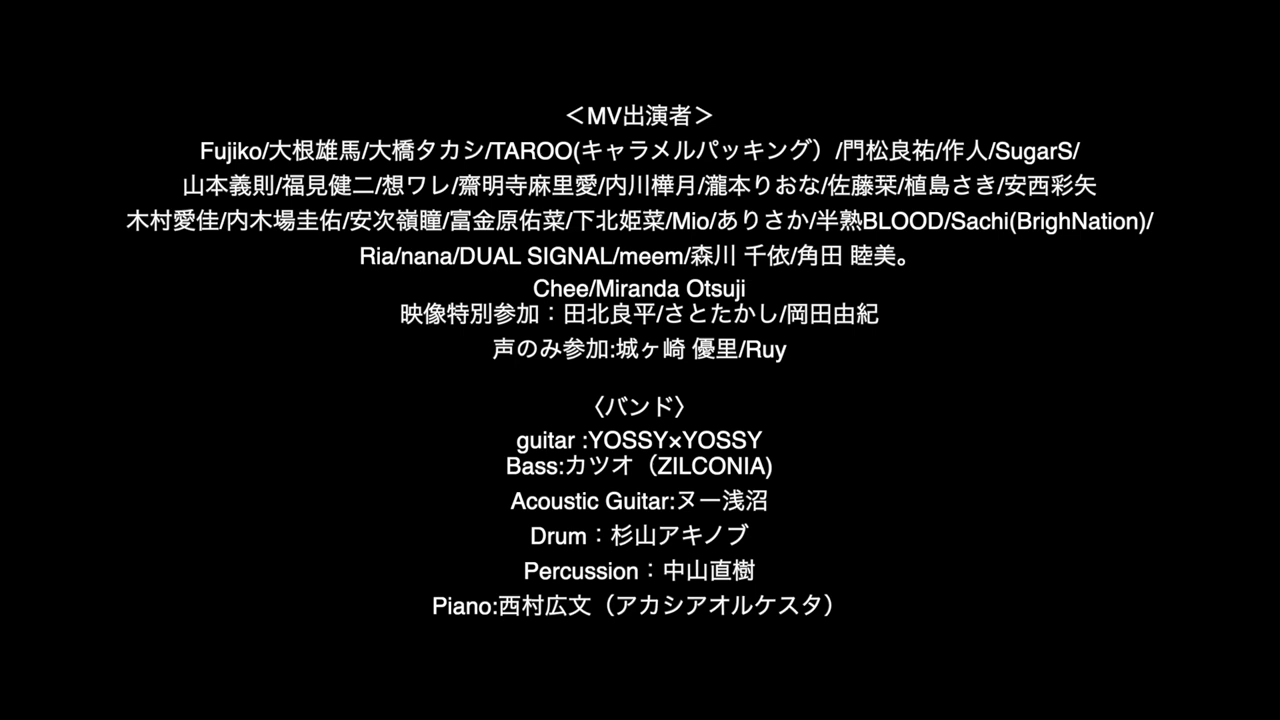 ＜MV出演者＞
Fujiko/大根雄馬/大橋タカシ/TAROO(キャラメルパッキング）/門松良祐/作人/SugarS/
山本義則/福見健二/想ワレ/齋明寺麻里愛/内川樺月/瀧本りおな/佐藤栞/植島さき/安西彩矢
木村愛佳/内木場圭佑/安次嶺瞳/富金原佑菜/下北姫菜/Mio/ありさか/半熟BLOOD/Sachi(BrighNation)/
Ria/nana/DUAL SIGNAL/meem/森川 千依/角田 睦美。
Chee/Miranda Otsuji
映像特別参加：田北良平/さとたかし/岡田由紀
声のみ参加:城ヶ崎 優里/Ruy
〈バンド〉
guitar :YOSSY×YOSSY
Bass:カツオ（ZILCONIA)
Acoustic Guitar:ヌー浅沼
Drum：杉山アキノブ
Percussion：中山直樹
Piano:西村広文（アカシアオルケスタ）